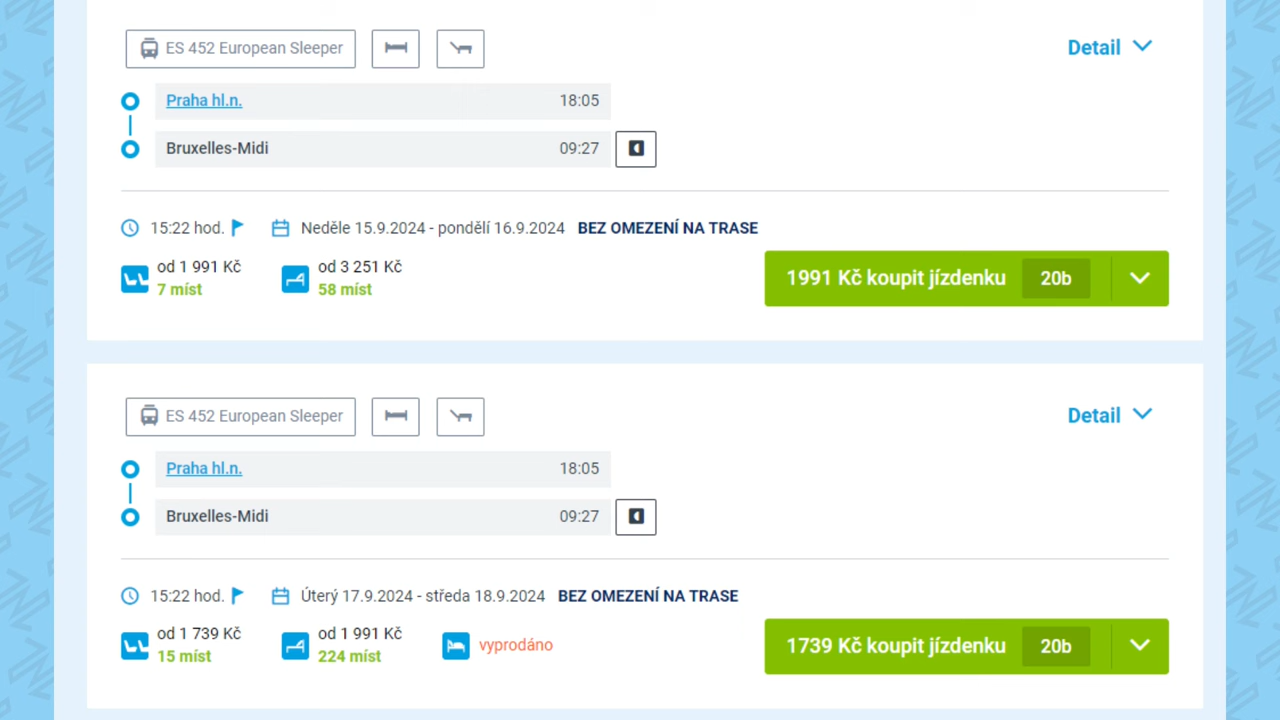 ES 452 European Sleeper
Detail
Praha hl.n. 18:05
Bruxelles-Midi 09:27
15:22 hod. Neděle 15.9.2024 - pondělí 16.9.2024 BEZ OMEZENÍ NA TRASE
od 1 991 Kč od 3 251 Kč
7 míst 58 míst
1991 Kč koupit jízdenku 20b
ES 452 European Sleeper
Detail
Praha hl.n. 18:05
Bruxelles-Midi 09:27
15:22 hod. Úterý 17.9.2024 - středa 18.9.2024 BEZ OMEZENÍ NA TRASE
od 1 739 Kč od 1 991 Kč vyprodáno
15 míst 224 míst
1739 Kč koupit jízdenku 20b